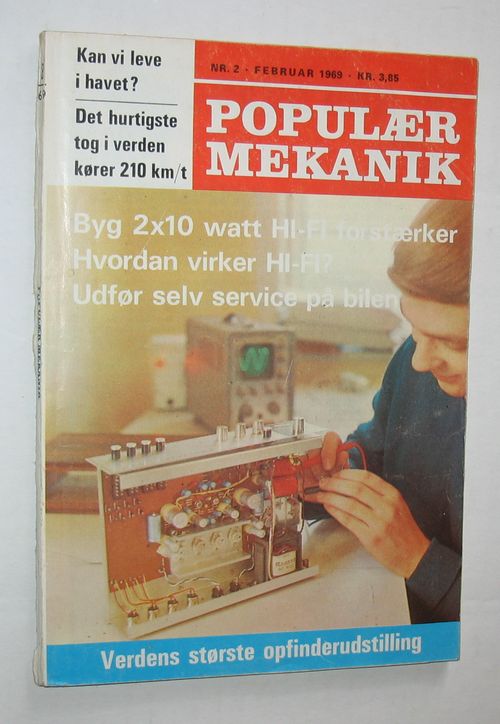 Kan vi leve
i havet?
Det hurtigste
tog i verden
kører 210 km/t
NR. 2 · FEBRUAR 1969 · KR. 3,85
POPULÆR
MEKANIK
Byg 2x10 watt HI-FI forstærker
Hvordan virker HI-FI?
Udfør selv service på bilen
Verdens største opfinderudstilling
POPULÆR MEKANIK